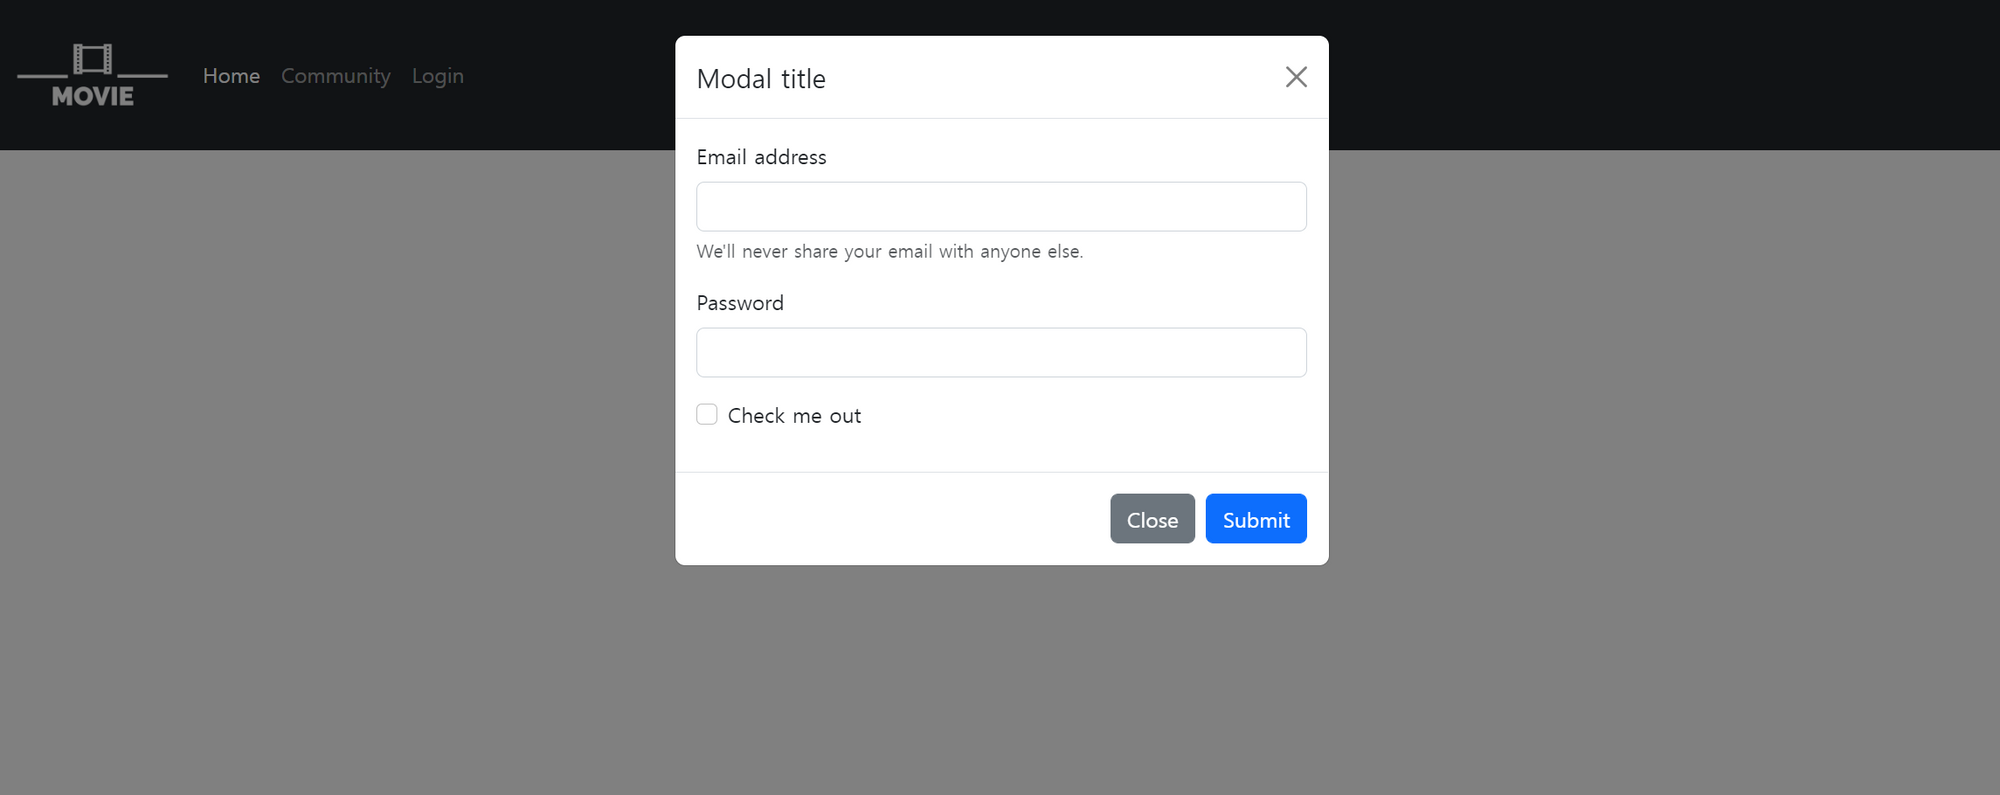 MOVIE
Home Community Login
Modal title
Email address
We'll never share your email with anyone else.
Password
Check me out
Close Submit